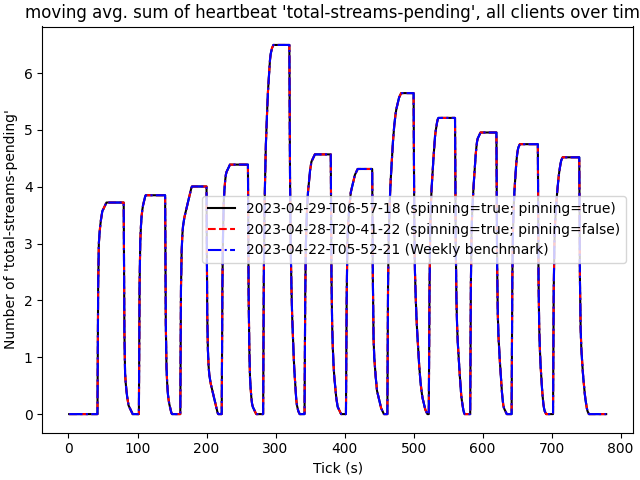 moving avg. sum of heartbeat 'total-streams-pending', all clients over tim
Number of 'total-streams-pending'
6
5
4
3
2
1
0
2023-04-29-T06-57-18 (spinning=true; pinning=true)
2023-04-28-T20-41-22 (spinning=true; pinning=false)
2023-04-22-T05-52-21 (Weekly benchmark)
0 100 200 300 400 500 600 700 800
Tick (s)